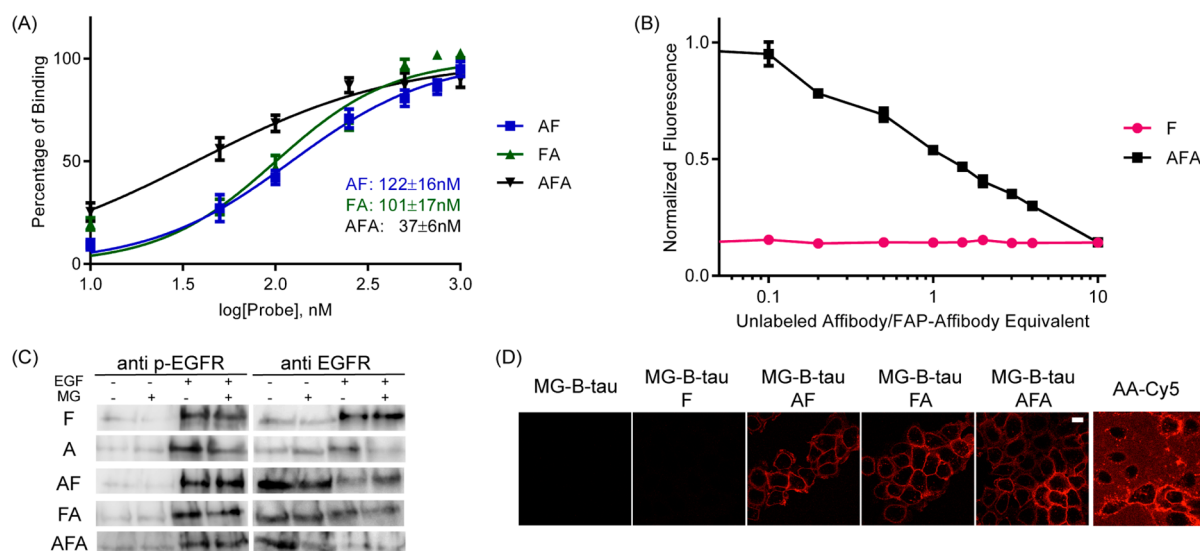 (A)
Percentage of Binding
100
50
0
1.0 1.5 2.0 2.5 3.0
log[Probe], nM
AF: 122±16nM
FA: 101±17nM
AFA: 37±6nM
AF
FA
AFA
(B)
Normalized Fluorescence
1.0
0.5
0.0
0.1 1 10
Unlabeled Affibody/FAP-Affibody Equivalent
F
AFA
(C)
anti p-EGFR anti EGFR
EGF - - + + - - + +
MG - + - + - + - +
F
A
AF
FA
AFA
(D)
MG-B-tau
MG-B-tau
F
MG-B-tau
AF
MG-B-tau
FA
MG-B-tau
AFA
AA-Cy5